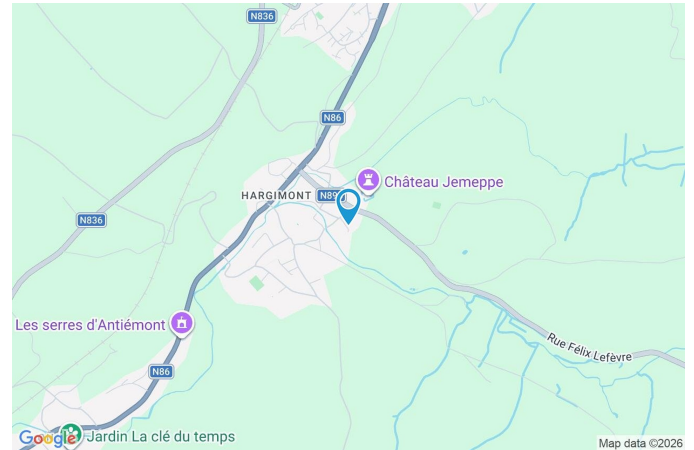 N836
N86
Château Jemeppe
HARGIMONT
N836
Les serres d'Antiémont
Rue Félix Lefèvre
N86
Google
Jardin La clé du temps
Map data ©2026